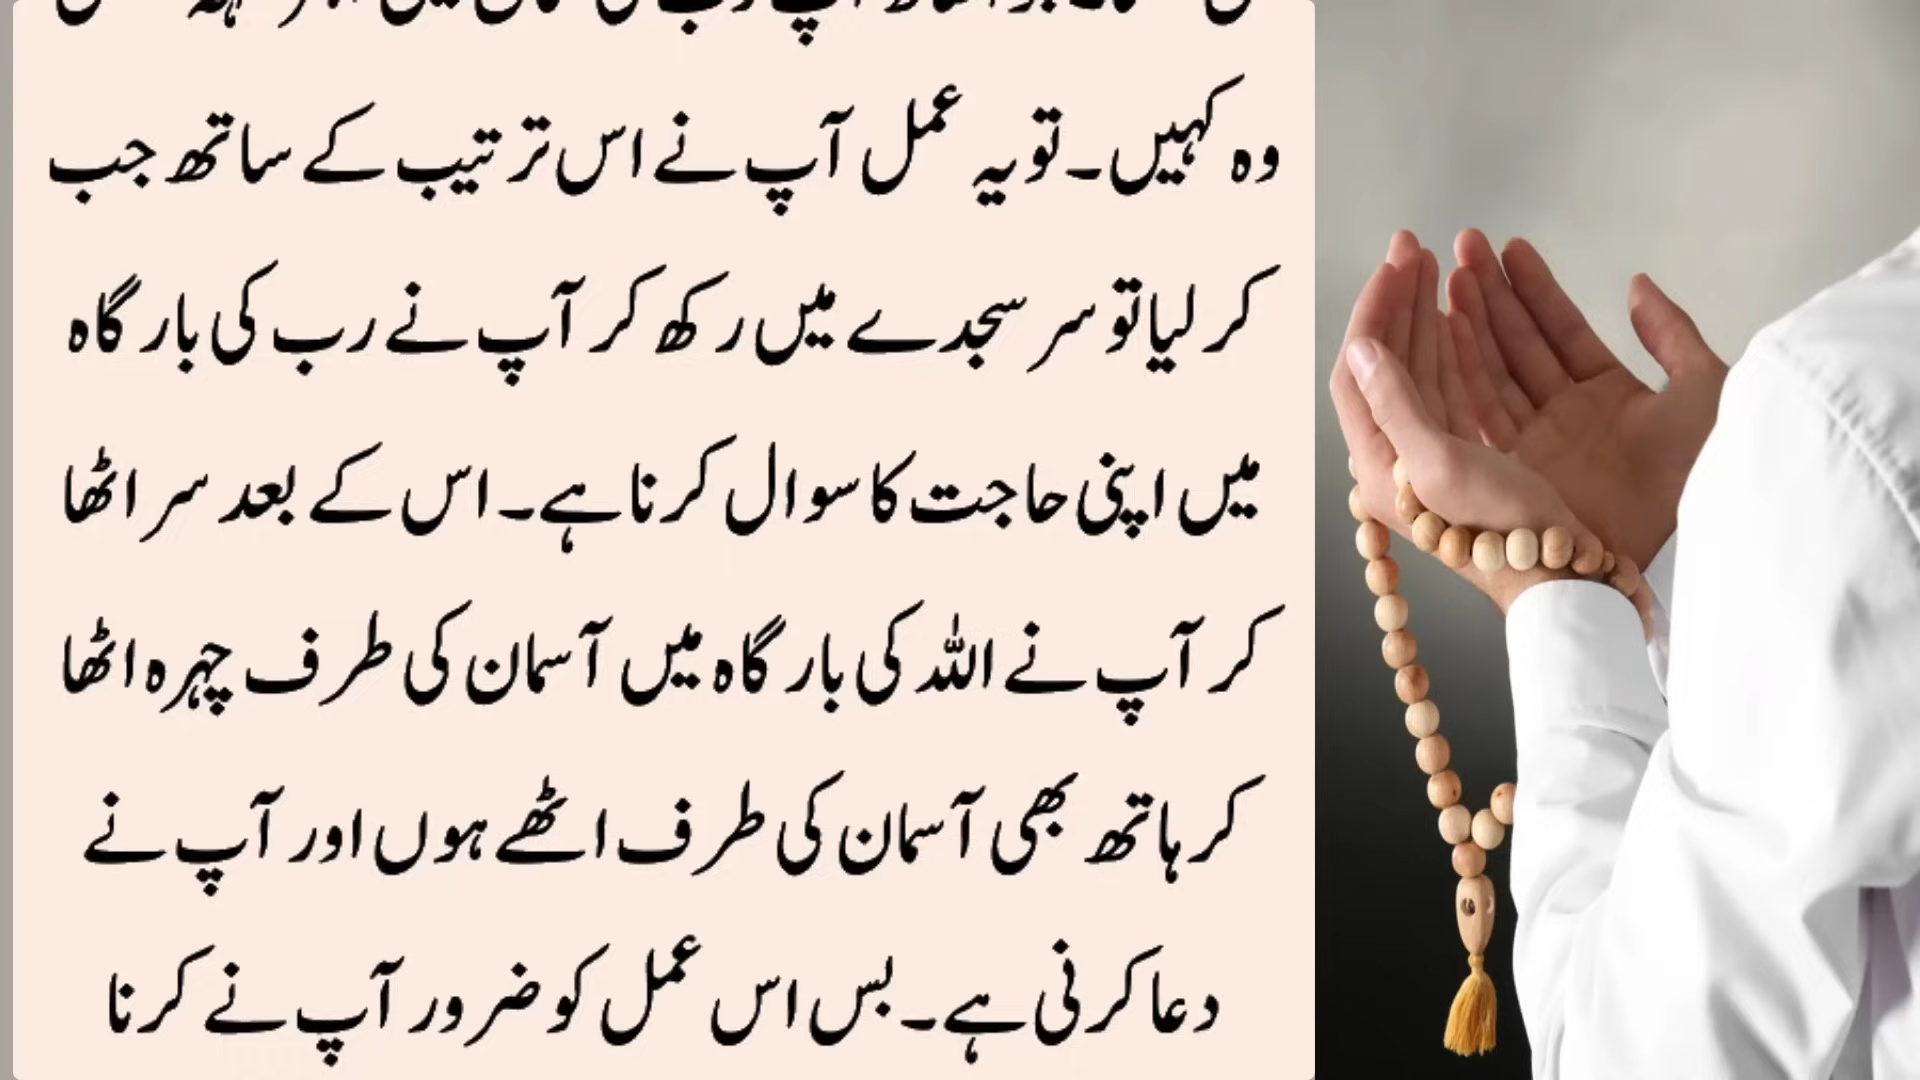 وہ کہیں۔ تو یہ عمل آپ نے اس ترتیب کے ساتھ جب
کر لیا تو سر سجدے میں رکھ کر آپ نے رب کی بارگاہ
میں اپنی حاجت کا سوال کرنا ہے۔ اس کے بعد سر اٹھا
کر آپ نے اللہ کی بارگاہ میں آسمان کی طرف چہرہ اٹھا
کر ہاتھ بھی آسمان کی طرف اٹھے ہوں اور آپ نے
دعا کرنی ہے۔ بس اس عمل کو ضرور آپ نے کرنا